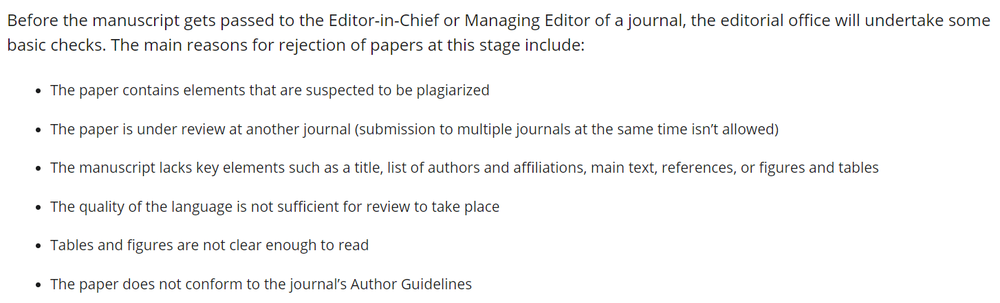 Before the manuscript gets passed to the Editor-in-Chief or Managing Editor of a journal, the editorial office will undertake some
basic checks. The main reasons for rejection of papers at this stage include:
• The paper contains elements that are suspected to be plagiarized
• The paper is under review at another journal (submission to multiple journals at the same time isn’t allowed)
• The manuscript lacks key elements such as a title, list of authors and affiliations, main text, references, or figures and tables
• The quality of the language is not sufficient for review to take place
• Tables and figures are not clear enough to read
• The paper does not conform to the journal’s Author Guidelines